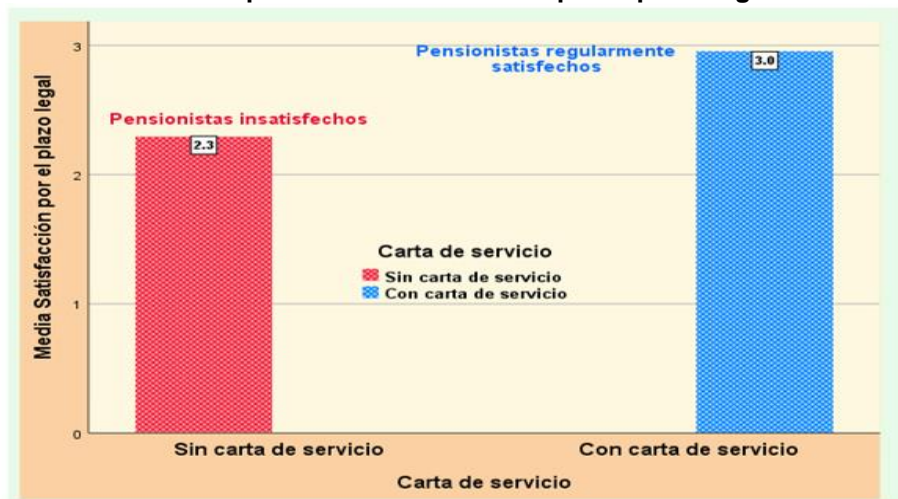 Media Satisfacción por el plazo legal
3
2
1
0
Pensionistas insatisfechos
2.3
Pensionistas regularmente
satisfechos
3.0
Carta de servicio
Sin carta de servicio
Con carta de servicio
Sin carta de servicio
Con carta de servicio
Carta de servicio